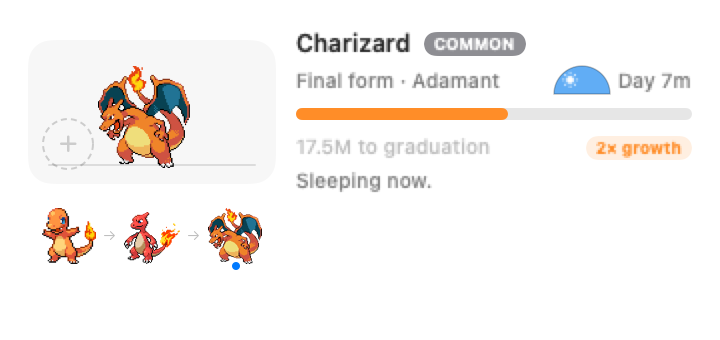 Charizard COMMON
Final form · Adamant Day 7m
17.5M to graduation 2× growth
Sleeping now.